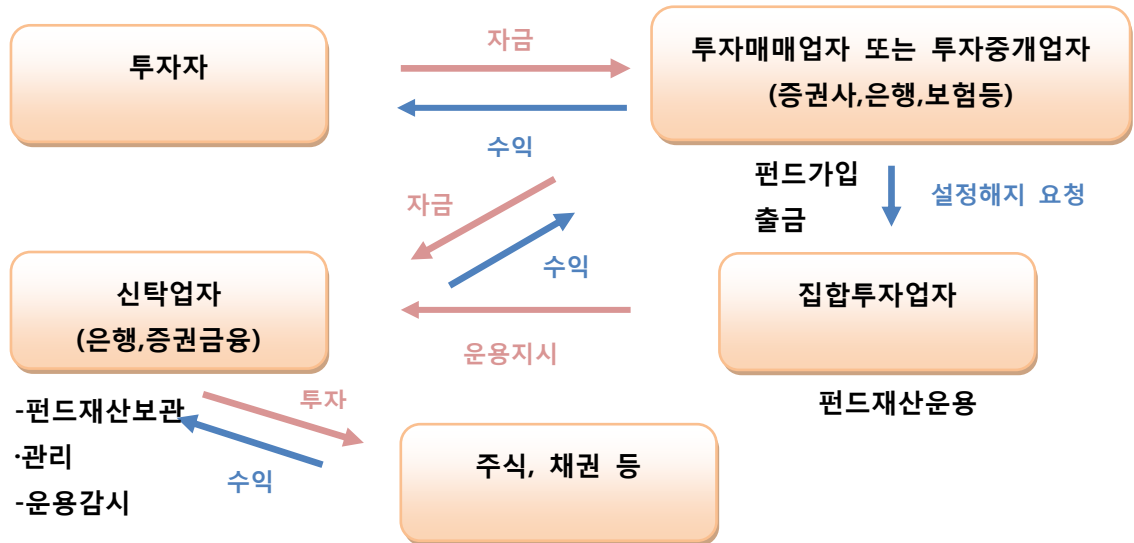 투자자
자금
수익
투자매매업자 또는 투자중개업자
(증권사,은행,보험등)
펀드가입
출금
설정해지 요청
자금
수익
신탁업자
(은행,증권금융)
운용지시
집합투자업자
펀드재산운용
-펀드재산보관
·관리
-운용감시
투자
수익
주식, 채권 등